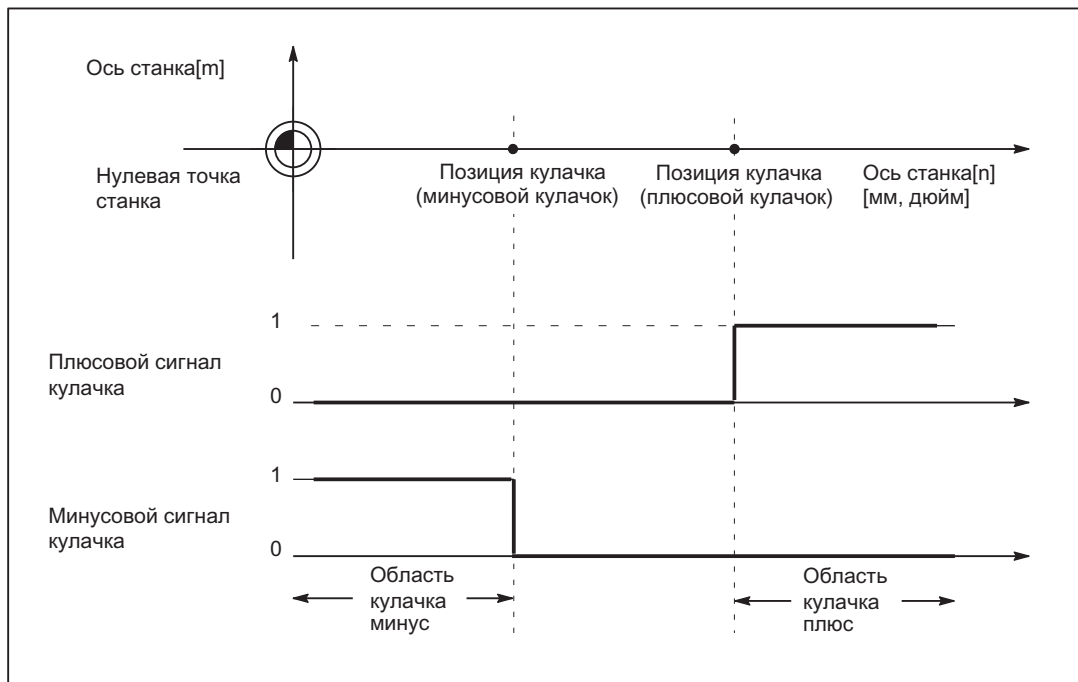 Ось станка[m]
Нулевая точка
станка
Позиция кулачка
(минусовой кулачок)
Позиция кулачка
(плюсовой кулачок)
Ось станка[n]
[мм, дюйм]
1
Плюсовой сигнал
кулачка
0
1
Минусовой сигнал
кулачка
0
Область
кулачка
минус
Область
кулачка
плюс